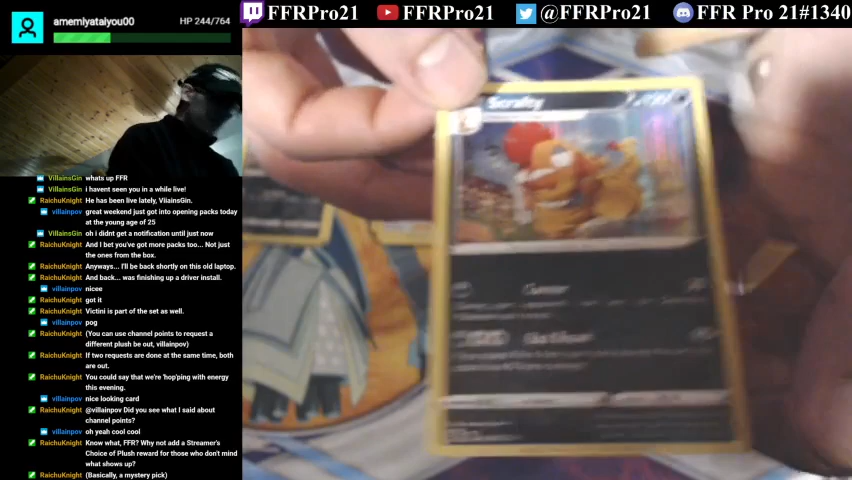 amemlyatalyou00 HP 244/764
FFRPro21 FFRPro21 @FFRPro21 FFR Pro 21#1340
VillainsGin whats up FFR
VillainsGin i havent seen you in a while live!
RaichuKnight He has been live lately, VillainsGin.
villainpov great weekend just got into opening packs today
at the young age of 25
VillainsGin oh i didnt get a notification until just now
RaichuKnight And I bet you've got more packs too... Not just
the ones from the box.
RaichuKnight Anyways... I'll be back shortly on this old laptop.
RaichuKnight And back... was finishing up a driver install.
villainpov nicee
RaichuKnight got it
RaichuKnight Victini is part of the set as well.
villainpov pog
RaichuKnight (You can use channel points to request a
different plush be out, villainpov)
RaichuKnight If two requests are done at the same time, both
are out.
RaichuKnight You could say that we're 'hop'ping with energy
this evening.
villainpov nice looking card
RaichuKnight @villainpov Did you see what I said about
channel points?
villainpov oh yeah cool cool
RaichuKnight Know what, FFR? Why not add a Streamer's
Choice of Plush reward for those who don't mind
what shows up?
RaichuKnight (Basically, a mystery pick)
Scrafty